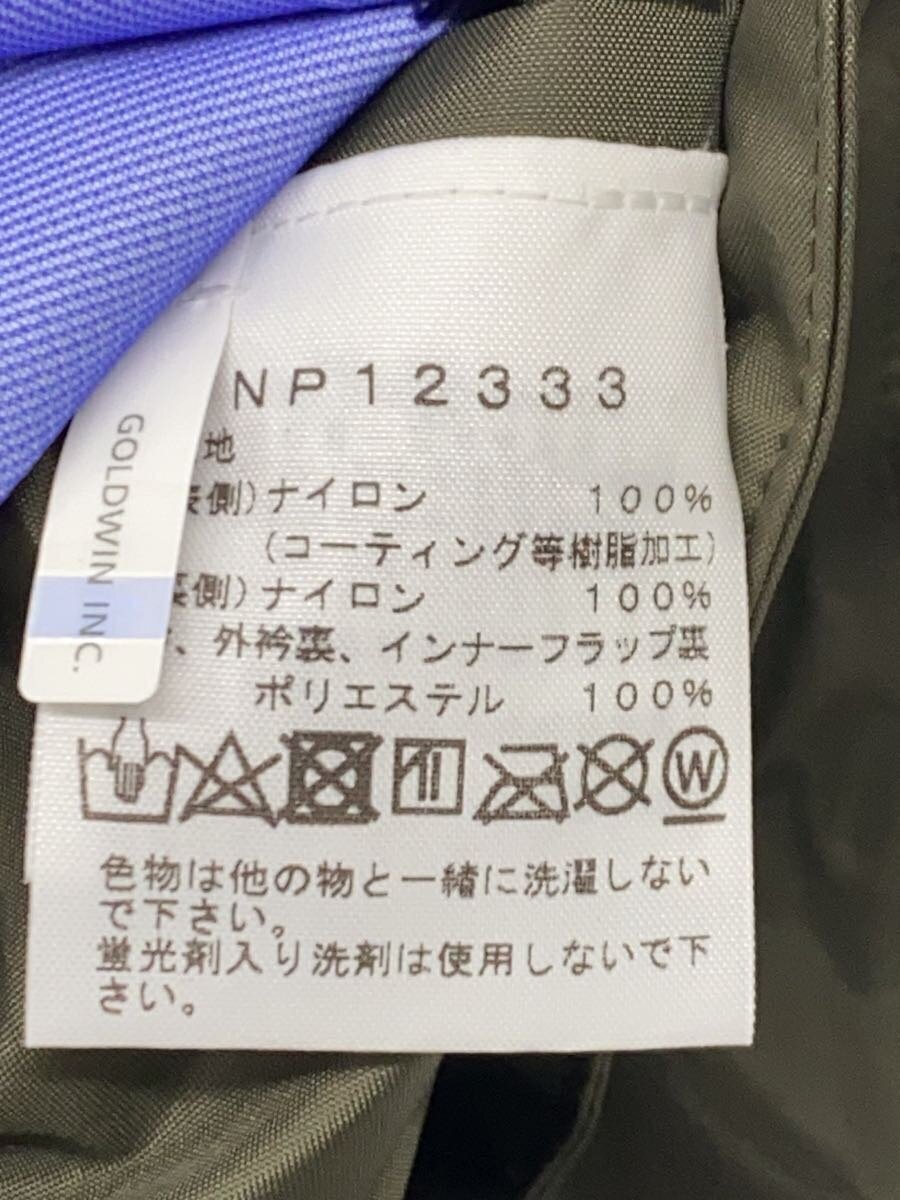 NP12333
地
側)ナイロン 100%
(コーティング等樹脂加工)
側)ナイロン 100%
、外衿裏、インナーフラップ裏
ポリエステル 100%
GOLDWIN INC.
W
色物は他の物と一緒に洗濯しない
で下さい。
蛍光剤入り洗剤は使用しないで下
さい。